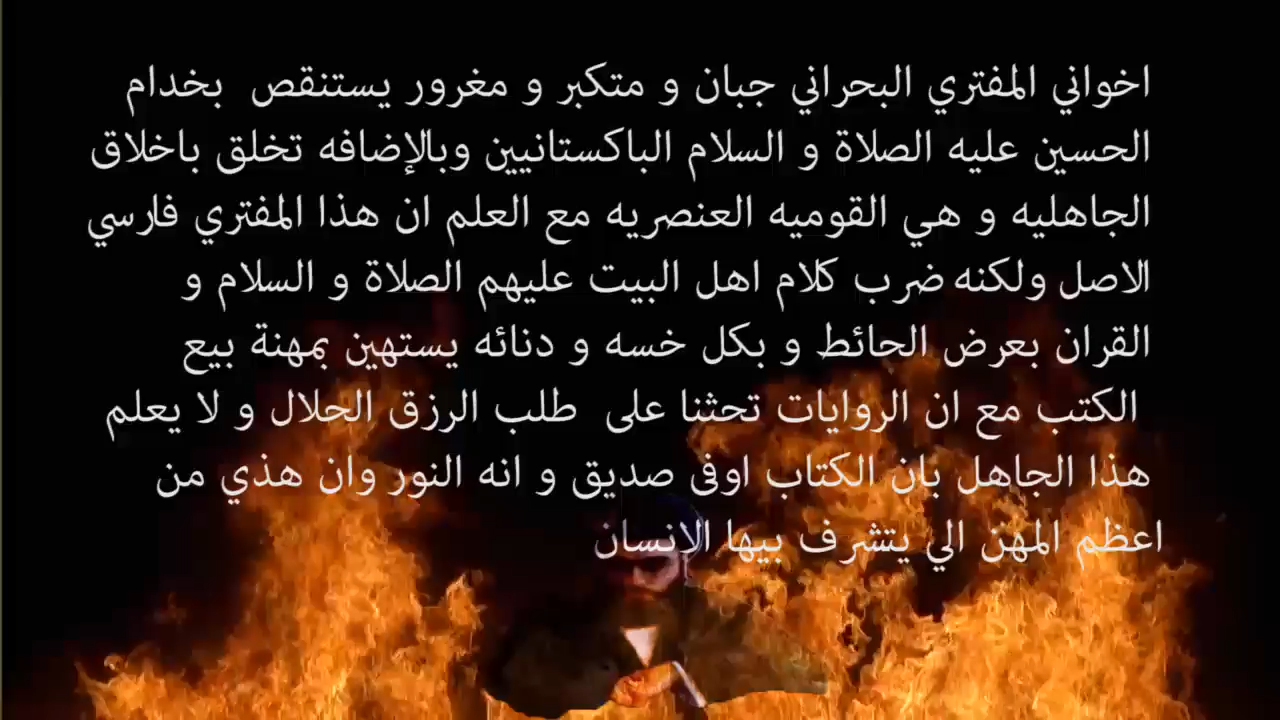 اخواني المفتري البحراني جبان و متكبر و مغرور يستنقص بخدام
الحسين عليه الصلاة و السلام الباكستانيين وبالإضافه تخلق باخلاق
الجاهليه و هي القوميه العنصريه مع العلم ان هذا المفتري فارسي
الاصل ولكنه ضرب كلام اهل البيت عليهم الصلاة و السلام و
القران بعرض الحائط و بكل خسه و دنائه يستهين بمهنة بيع
الكتب مع ان الروايات تحثنا على طلب الرزق الحلال و لا يعلم
هذا الجاهل بان الكتاب اوفى صديق و انه النور وان هذي من
اعظم المهن الي يتشرف بيها الانسان